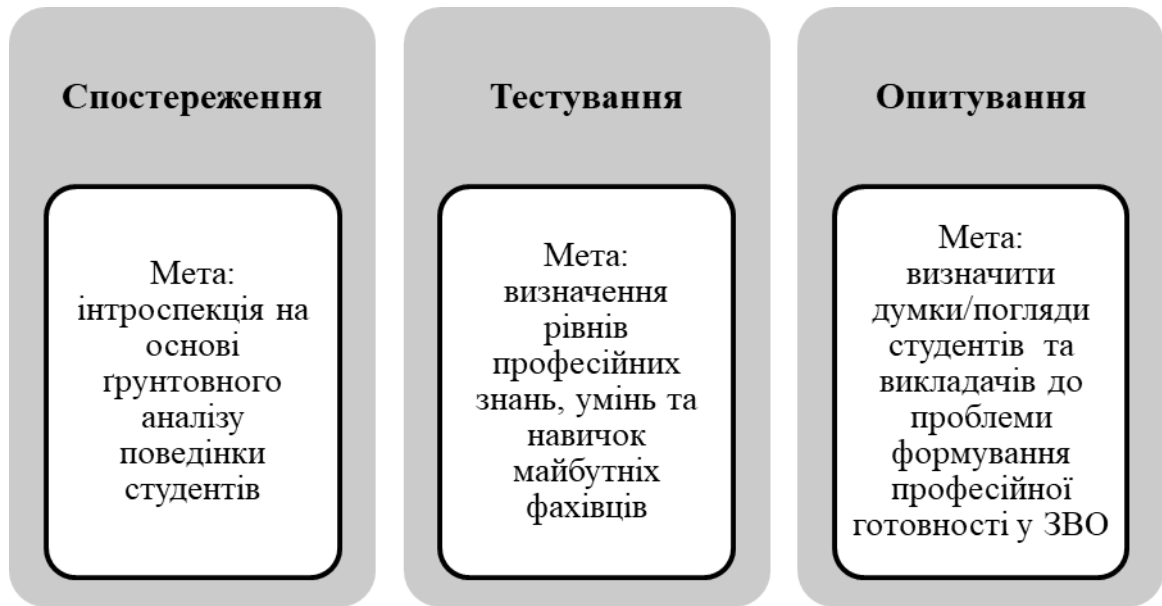 Спостереження
Мета:
інтроспекція на
основі
ґрунтовного
аналізу
поведінки
студентів
Тестування
Мета:
визначення
рівнів
професійних
знань, умінь та
навичок
майбутніх
фахівців
Опитування
Мета:
визначити
думки/погляди
студентів та
викладачів до
проблеми
формування
професійної
готовності у ЗВО